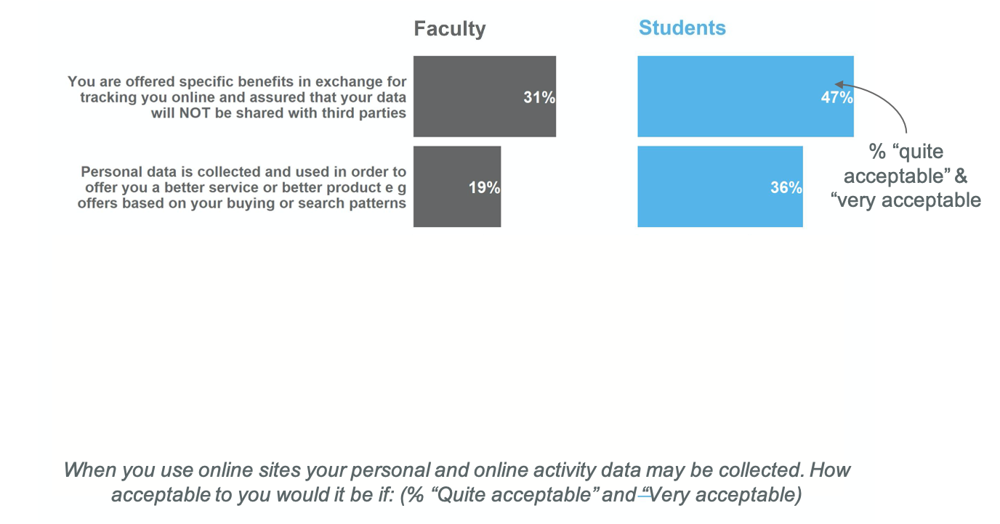 Faculty
Students
You are offered specific benefits in exchange for
tracking you online and assured that your data
will NOT be shared with third parties
31%
47%
% “quite
acceptable” &
“very acceptable
Personal data is collected and used in order to
offer you a better service or better product e g
offers based on your buying or search patterns
19%
36%
When you use online sites your personal and online activity data may be collected. How
acceptable to you would it be if: (% “Quite acceptable” and “Very acceptable)